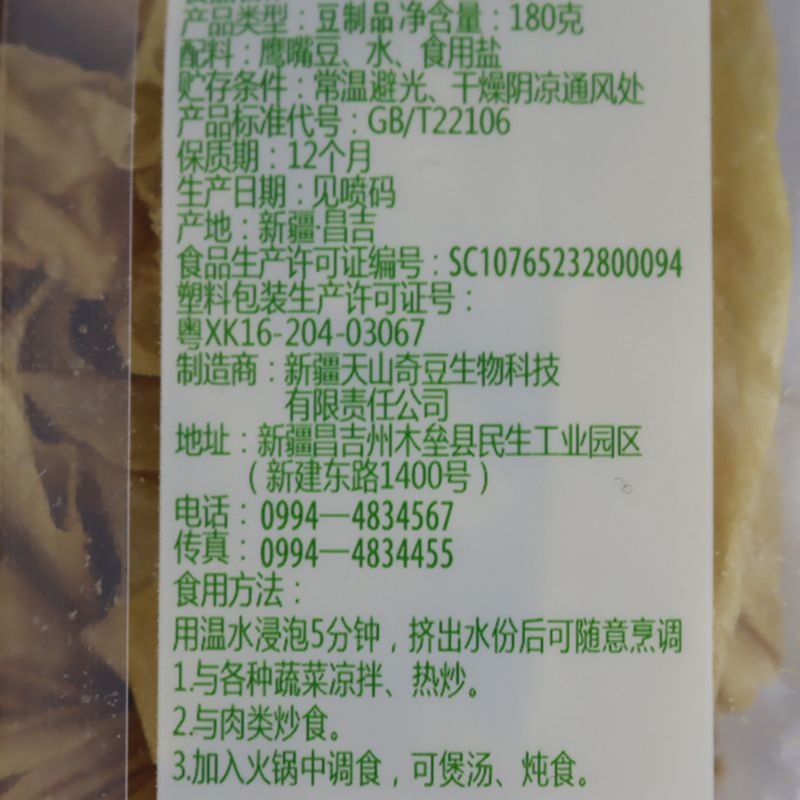 产品类型：豆制品 净含量：180克
配料：鹰嘴豆、水、食用盐
贮存条件：常温避光、干燥阴凉通风处
产品标准代号：GB/T22106
保质期：12个月
生产日期：见喷码
产地：新疆·昌吉
食品生产许可证编号：SC10765232800094
塑料包装生产许可证号：
粤XK16-204-03067
制造商：新疆天山奇豆生物科技
有限责任公司
地址：新疆昌吉州木垒县民生工业园区
（新建东路1400号）
电话：0994—4834567
传真：0994—4834455
食用方法：
用温水浸泡5分钟，挤出水份后可随意烹调
1.与各种蔬菜凉拌、热炒。
2.与肉类炒食。
3.加入火锅中调食，可煲汤、炖食。